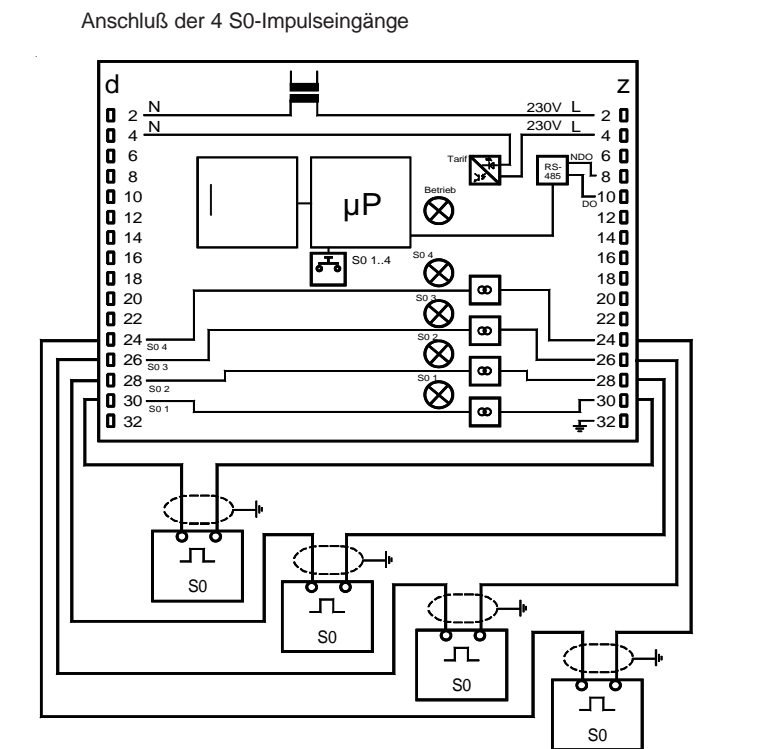 Anschluß der 4 S0-Impulseingänge
d z
2 N 230V L 2
4 N 230V L 4
6 Tarif RS-485 NDO 6
8 8
10 Betrieb DO 10
12 µP 12
14 14
16 S0 1..4 S0 4 16
18 18
20 S0 3 20
22 22
24 S0 4 S0 2 24
26 S0 3 26
28 S0 2 S0 1 28
30 S0 1 30
32 32
S0
S0
S0
S0